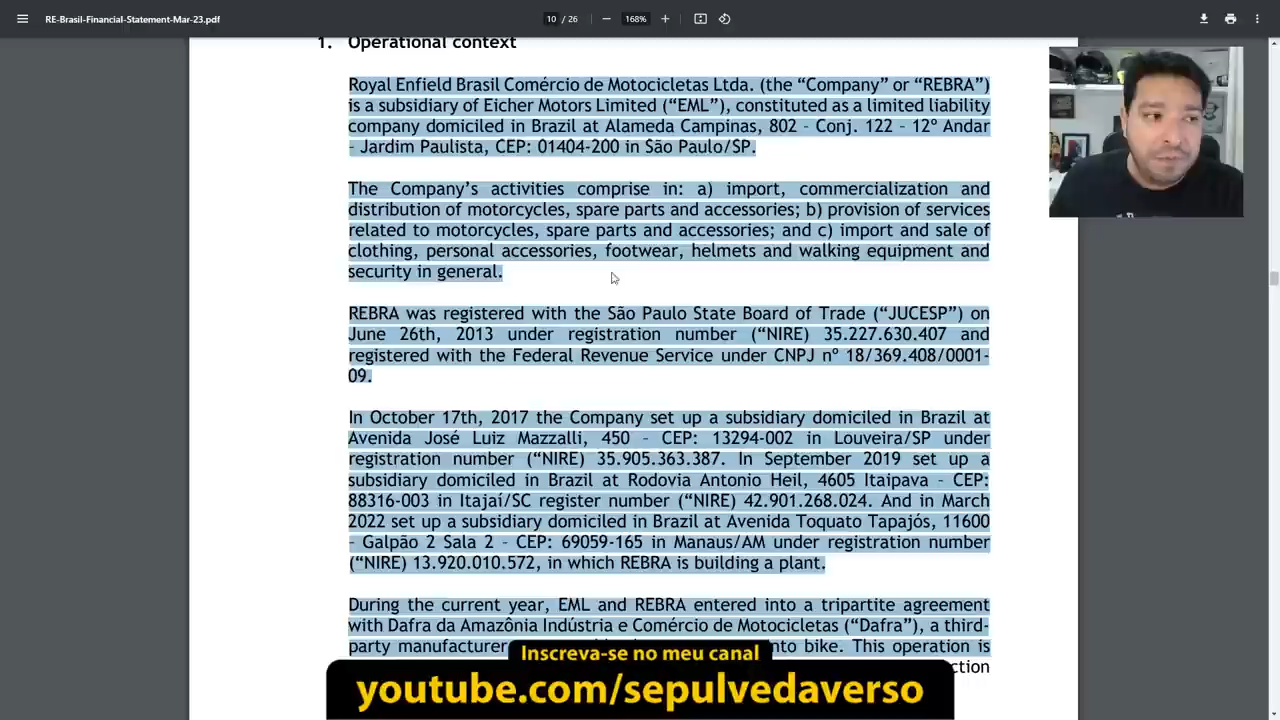 RE-Brasil-Financial-Statement-Mar-23.pdf
10 / 26
168%
1. Operational context
Royal Enfield Brasil Comércio de Motocicletas Ltda. (the “Company” or “REBRA”)
is a subsidiary of Eicher Motors Limited (“EML”), constituted as a limited liability
company domiciled in Brazil at Alameda Campinas, 802 – Conj. 122 – 12º Andar
– Jardim Paulista, CEP: 01404-200 in São Paulo/SP.
The Company’s activities comprise in: a) import, commercialization and
distribution of motorcycles, spare parts and accessories; b) provision of services
related to motorcycles, spare parts and accessories; and c) import and sale of
clothing, personal accessories, footwear, helmets and walking equipment and
security in general.
REBRA was registered with the São Paulo State Board of Trade (“JUCESP”) on
June 26th, 2013 under registration number (“NIRE) 35.227.630.407 and
registered with the Federal Revenue Service under CNPJ nº 18/369.408/0001-
09.
In October 17th, 2017 the Company set up a subsidiary domiciled in Brazil at
Avenida José Luiz Mazzalli, 450 – CEP: 13294-002 in Louveira/SP under
registration number (“NIRE) 35.905.363.387. In September 2019 set up a
subsidiary domiciled in Brazil at Rodovia Antonio Heil, 4605 Itaipava – CEP:
88316-003 in Itajaí/SC register number (“NIRE) 42.901.268.024. And in March
2022 set up a subsidiary domiciled in Brazil at Avenida Toquato Tapajós, 11600
– Galpão 2 Sala 2 – CEP: 69059-165 in Manaus/AM under registration number
(“NIRE) 13.920.010.572, in which REBRA is building a plant.
During the current year, EML and REBRA entered into a tripartite agreement
with Dafra da Amazônia Indústria e Comércio de Motocicletas (“Dafra”), a third-
party manufacturer into bike. This operation is
ction
Inscreva-se no meu canal
youtube.com/sepulvedaverso